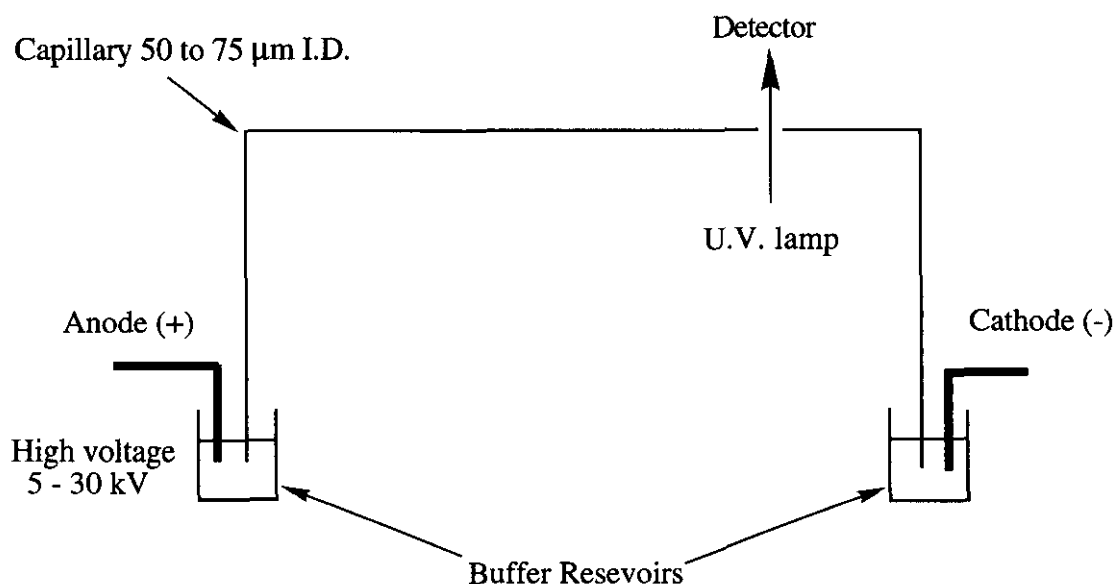 Detector
Capillary 50 to 75 µm I.D.
U.V. lamp
Anode (+)
Cathode (-)
High voltage
5 - 30 kV
Buffer Resevoirs